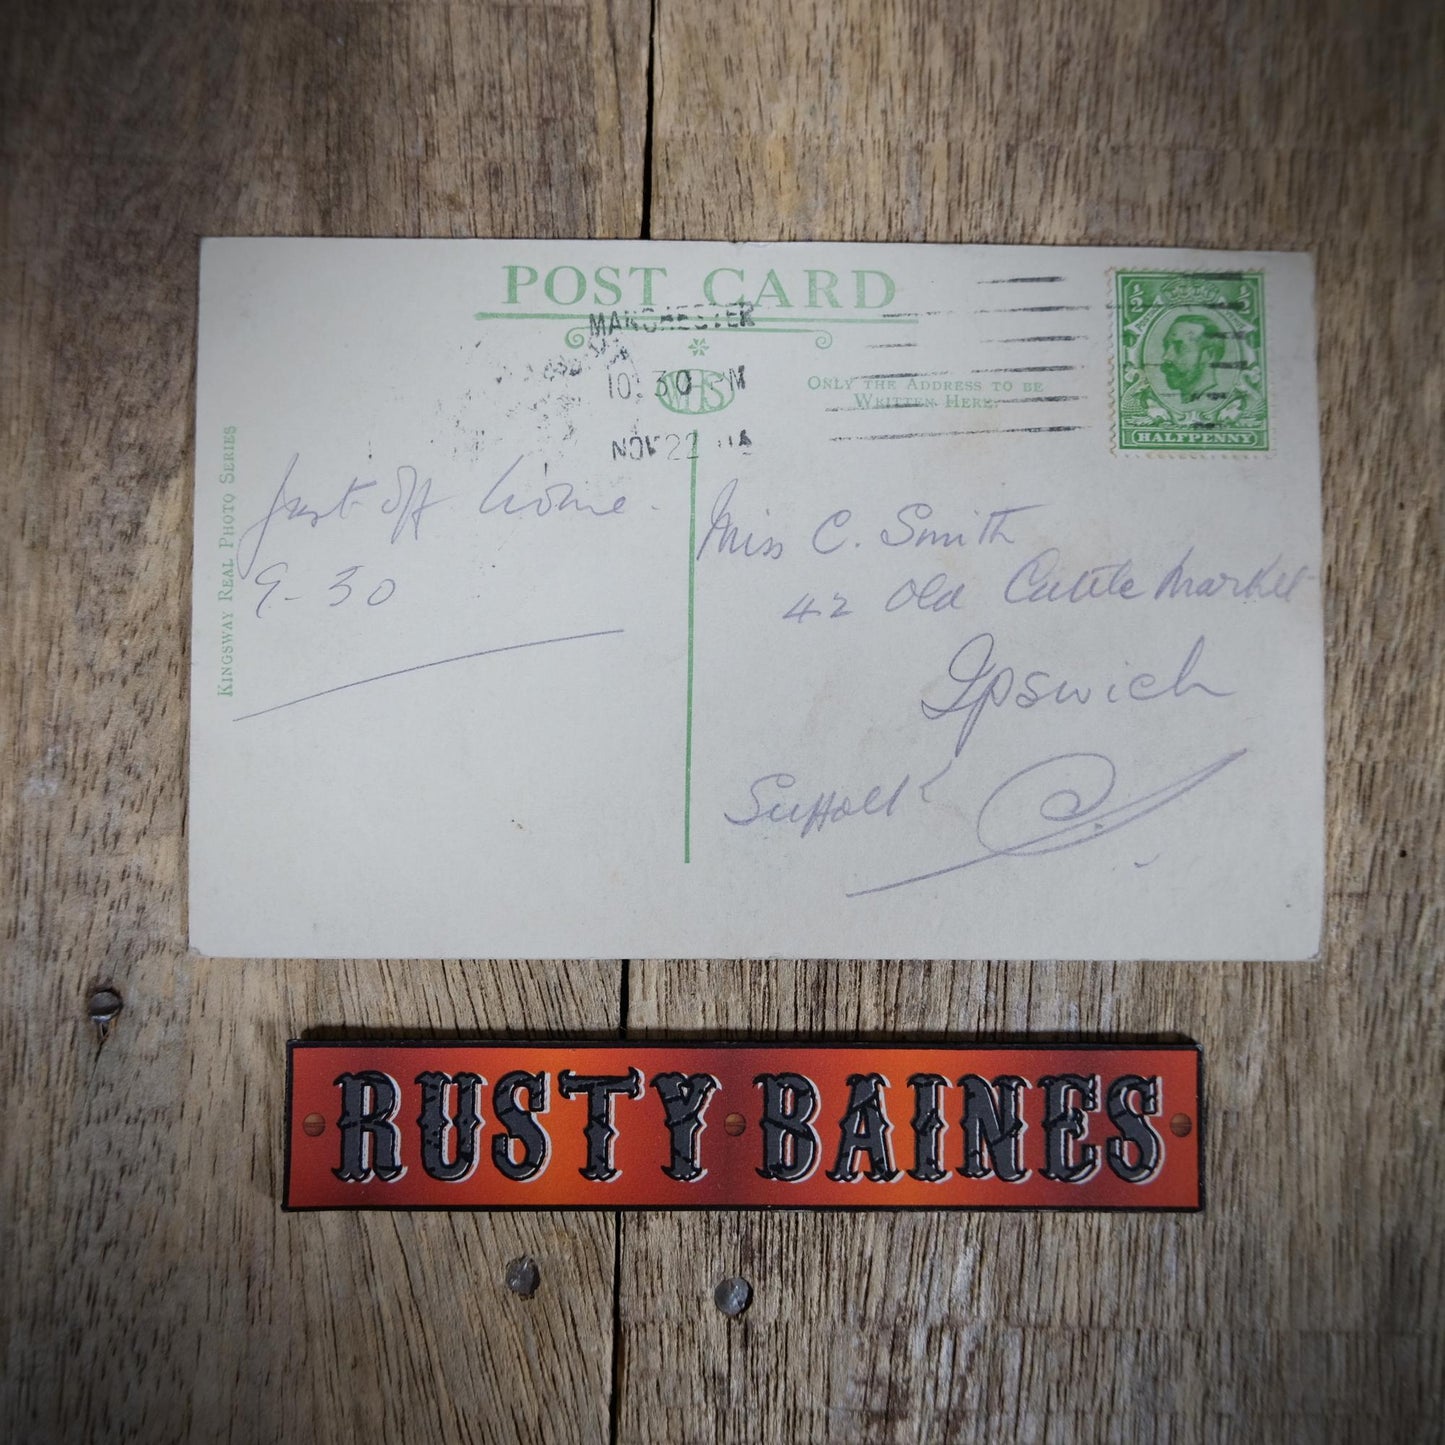 POST CARD
MANCHESTER
10. 30 M
NOV 22
WHS
ONLY THE ADDRESS TO BE
WRITTEN HERE.
½ ½
HALFPENNY
KINGSWAY REAL PHOTO SERIES
Just off home.
9-30
Miss C. Smith
42 Old Cattle Market
Ipswich
Suffolk
RUSTY BAINES